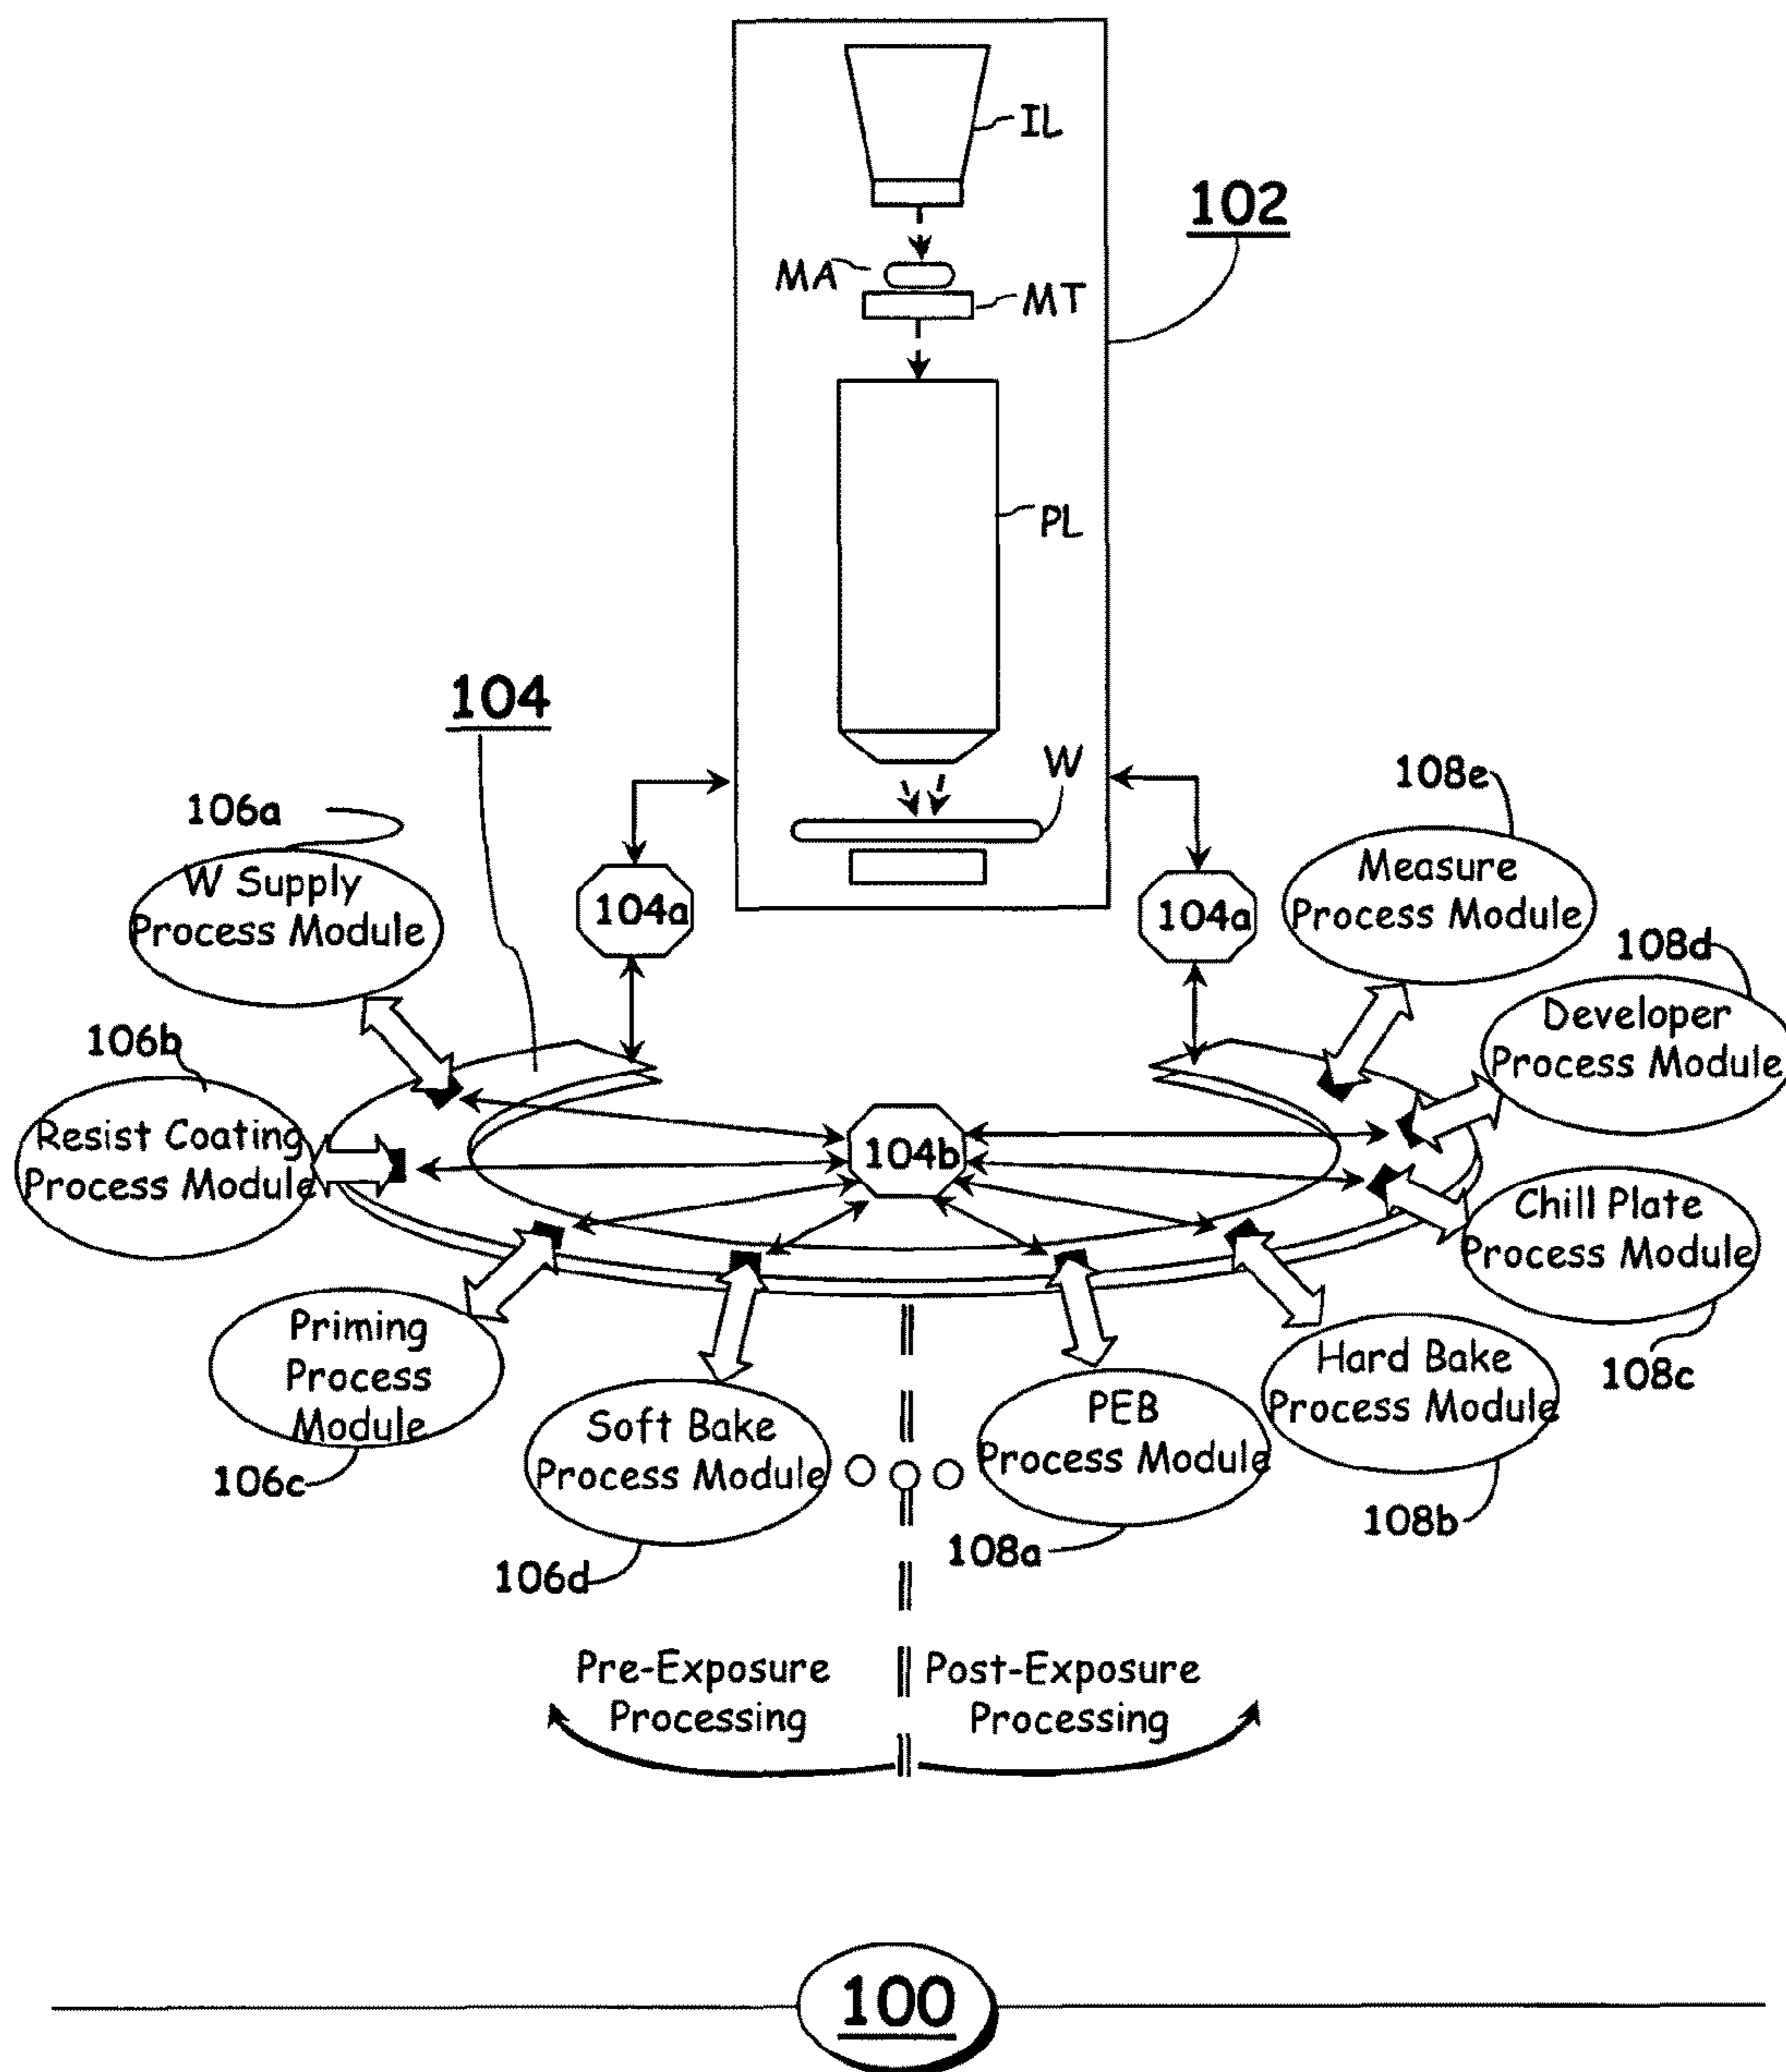 IL
102
MA
MT
PL
104
W
108e
106a
W Supply
Process Module
104a
104a
Measure
Process Module
108d
Developer
Process Module
106b
Resist Coating
Process Module
104b
Chill Plate
Process Module
108c
Priming
Process
Module
106c
Soft Bake
Process Module
106d
PEB
Process Module
108a
Hard Bake
Process Module
108b
Pre-Exposure
Processing
Post-Exposure
Processing
100